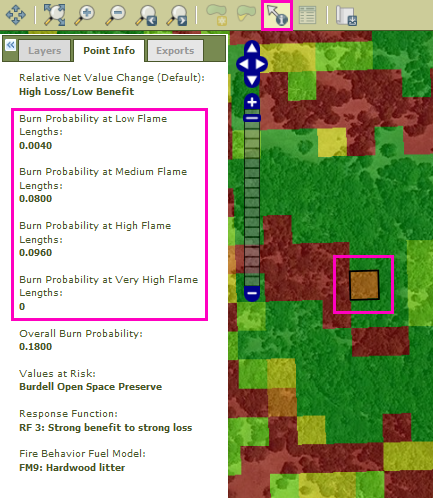 Layers
Point Info
Exports
Relative Net Value Change (Default):
High Loss/Low Benefit
Burn Probability at Low Flame
Lengths:
0.0040
Burn Probability at Medium Flame
Lengths:
0.0800
Burn Probability at High Flame
Lengths:
0.0960
Burn Probability at Very High Flame
Lengths:
0
Overall Burn Probability:
0.1800
Values at Risk:
Burdell Open Space Preserve
Response Function:
RF 3: Strong benefit to strong loss
Fire Behavior Fuel Model:
FM9: Hardwood litter